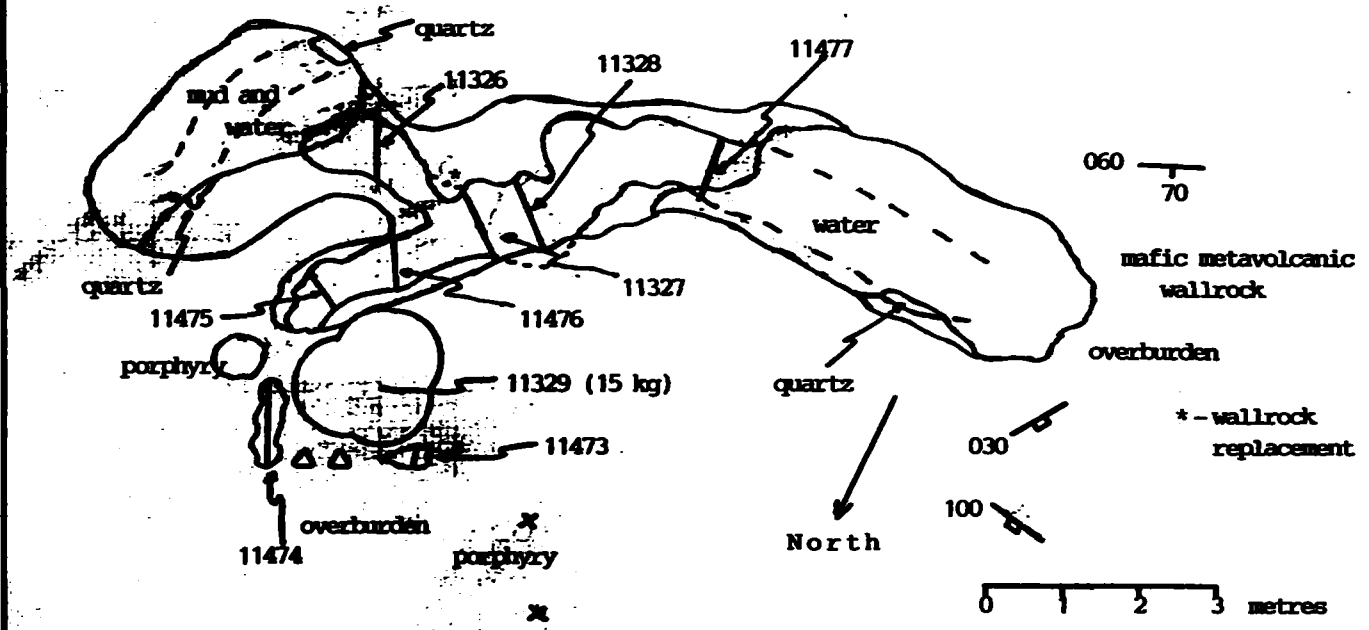 quartz
11326
11328
11477
mud and
water
060
70
water
mafic metavolcanic
wallrock
quartz
11475
11476
11327
overburden
porphyry
11329 (15 kg)
quartz
* - wallrock
replacement
030
11473
100
overburden
11474
porphyry
North
0 1 2 3 metres